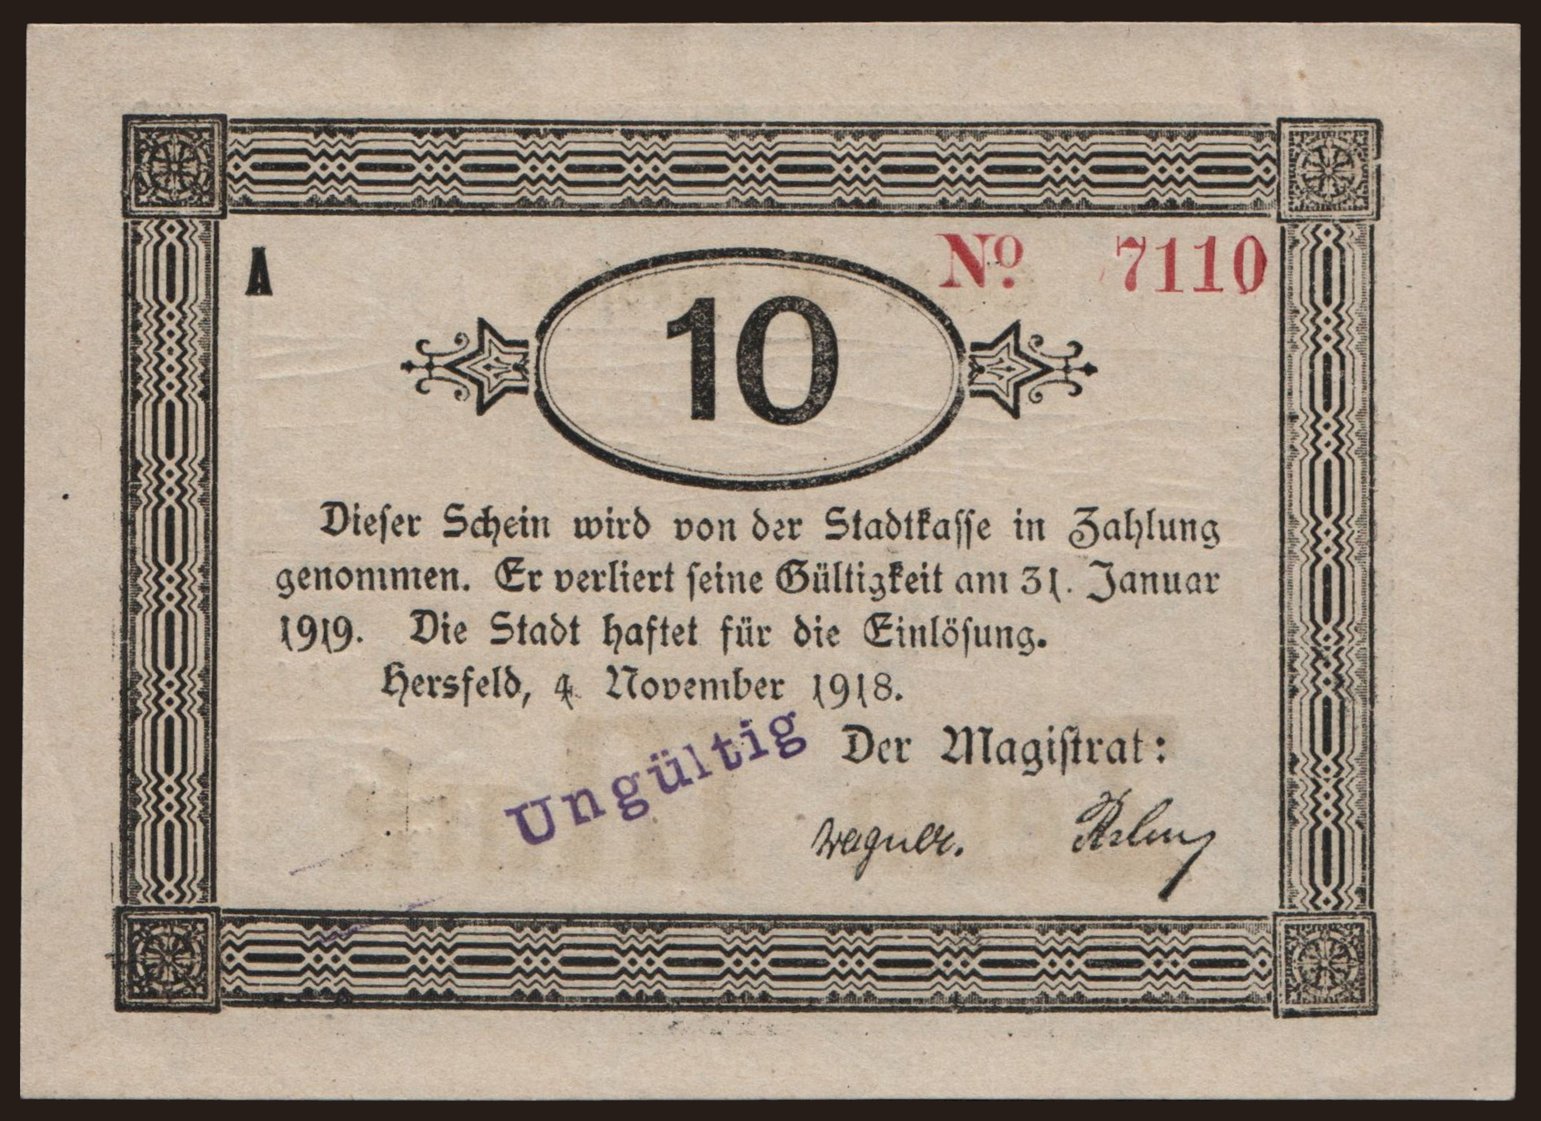 A
No. 7110
10
Dieser Schein wird von der Stadtkasse in Zahlung
genommen. Er verliert seine Gültigkeit am 31. Januar
1919. Die Stadt haftet für die Einlösung.
Hersfeld, 4. November 1918.
Ungültig
Der Magistrat:
Wagner.